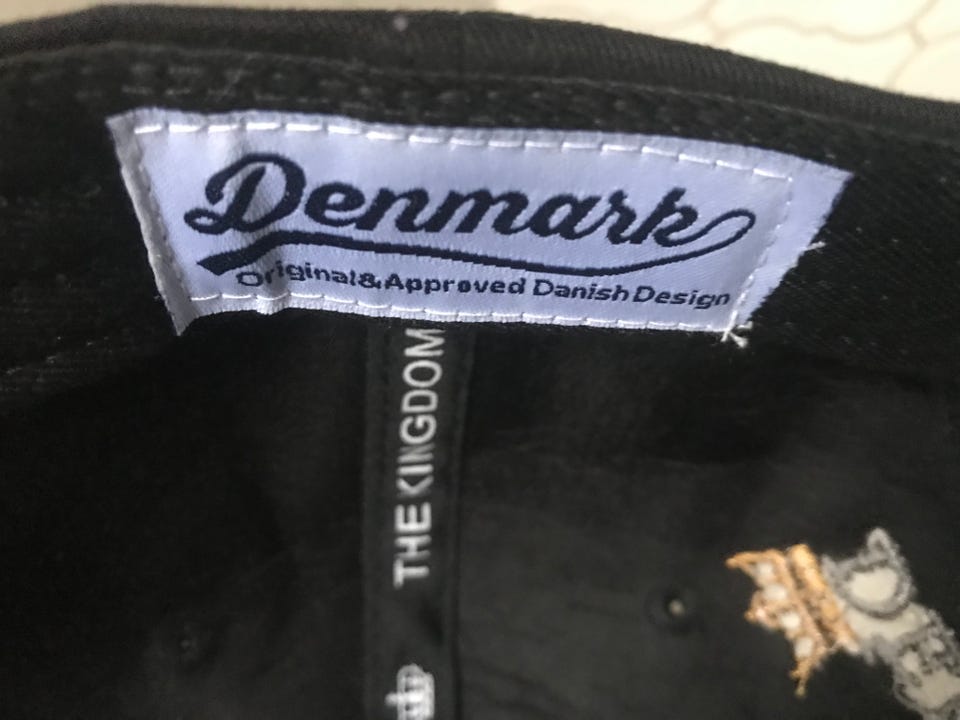 Denmark
Original&Approved Danish Design
THE KINGDOM